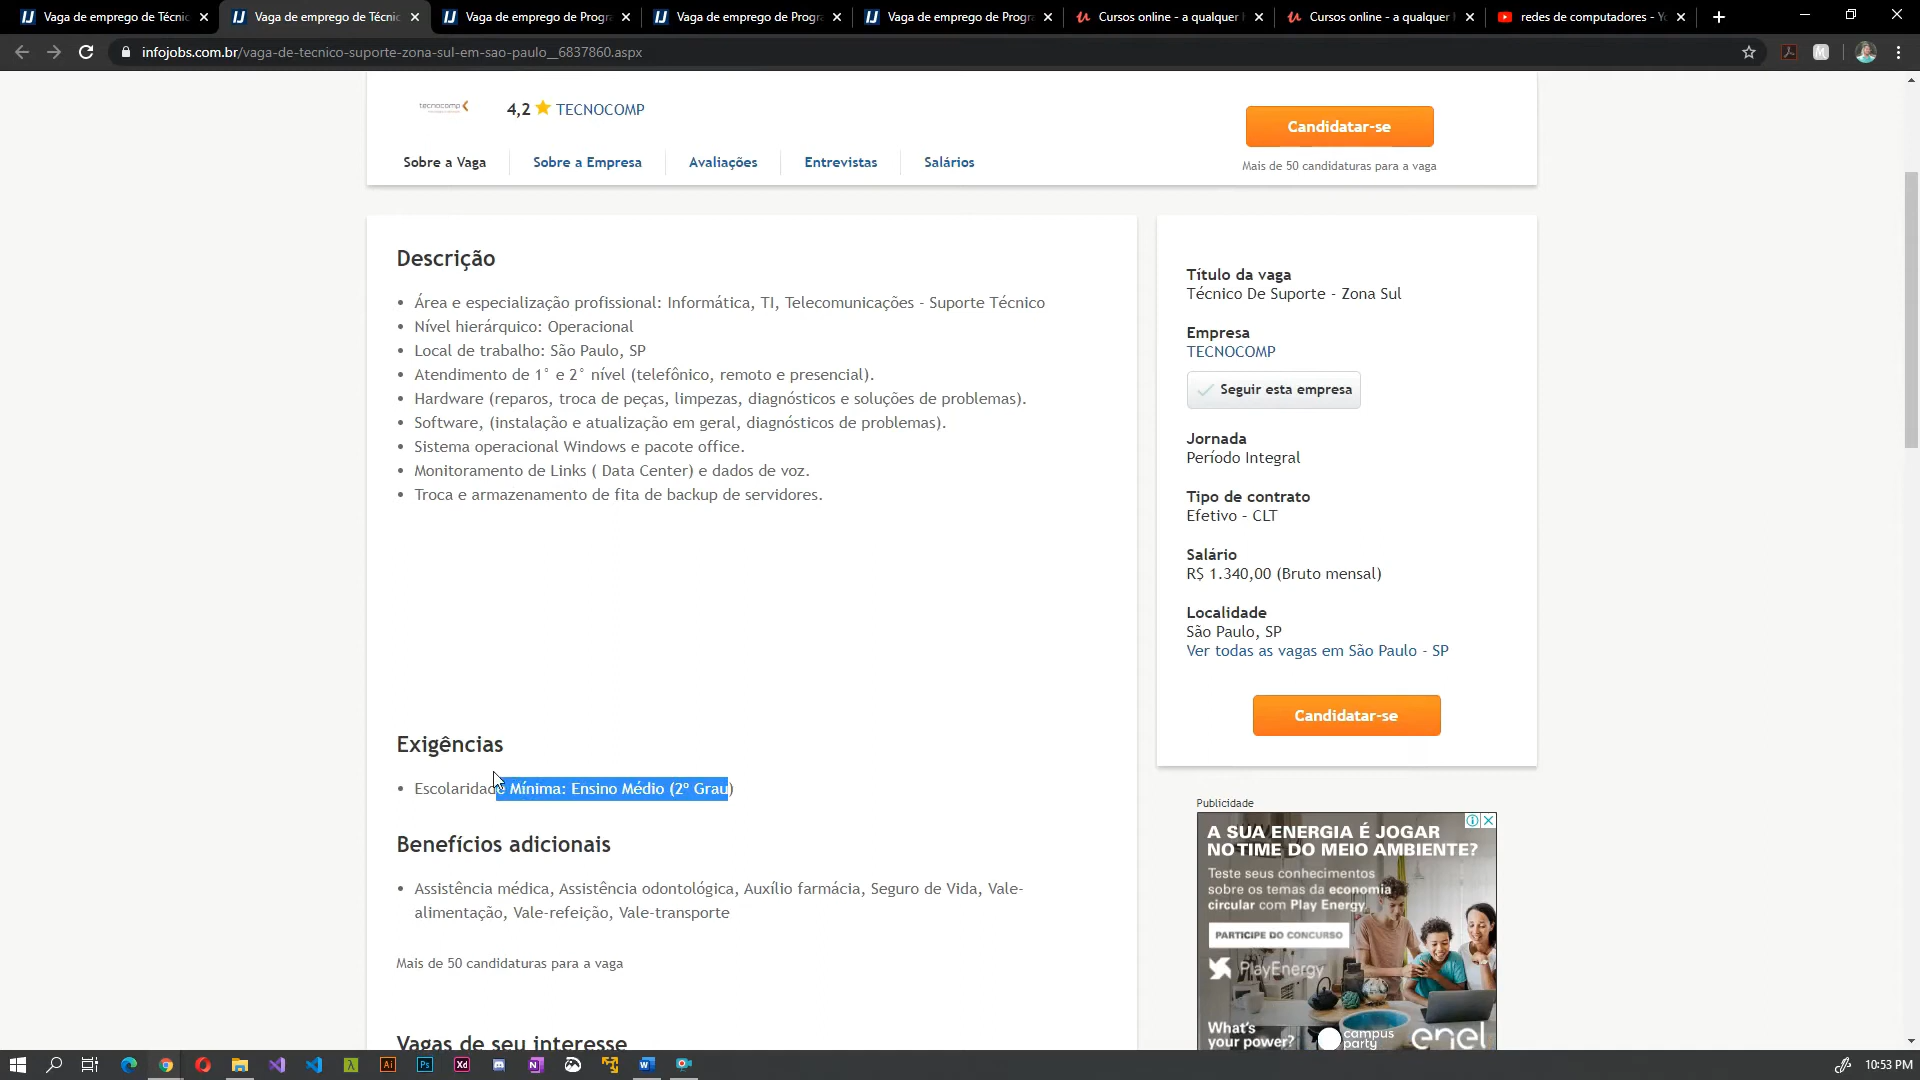 Vaga de emprego de Técnic
Vaga de emprego de Técnic
Vaga de emprego de Progra
Vaga de emprego de Progra
Vaga de emprego de Progra
Cursos online - a qualquer
Cursos online - a qualquer
redes de computadores - Yo
infojobs.com.br/vaga-de-tecnico-suporte-zona-sul-em-sao-paulo__6837860.aspx
tecnocomp
4,2 TECNOCOMP
Candidatar-se
Mais de 50 candidaturas para a vaga
Sobre a Vaga
Sobre a Empresa
Avaliações
Entrevistas
Salários
Descrição
• Área e especialização profissional: Informática, TI, Telecomunicações - Suporte Técnico
• Nível hierárquico: Operacional
• Local de trabalho: São Paulo, SP
• Atendimento de 1° e 2° nível (telefônico, remoto e presencial).
• Hardware (reparos, troca de peças, limpezas, diagnósticos e soluções de problemas).
• Software, (instalação e atualização em geral, diagnósticos de problemas).
• Sistema operacional Windows e pacote office.
• Monitoramento de Links ( Data Center) e dados de voz.
• Troca e armazenamento de fita de backup de servidores.
Exigências
• Escolaridade Mínima: Ensino Médio (2º Grau)
Benefícios adicionais
• Assistência médica, Assistência odontológica, Auxílio farmácia, Seguro de Vida, Vale-
alimentação, Vale-refeição, Vale-transporte
Mais de 50 candidaturas para a vaga
Vagas de seu interesse
Título da vaga
Técnico De Suporte - Zona Sul
Empresa
TECNOCOMP
Seguir esta empresa
Jornada
Período Integral
Tipo de contrato
Efetivo - CLT
Salário
R$ 1.340,00 (Bruto mensal)
Localidade
São Paulo, SP
Ver todas as vagas em São Paulo - SP
Candidatar-se
Publicidade
A SUA ENERGIA É JOGAR
NO TIME DO MEIO AMBIENTE?
Teste seus conhecimentos
sobre os temas da economia
circular com Play Energy.
PARTICIPE DO CONCURSO
PlayEnergy
What's
your power?
campus
party
enel
Ai
Ps
Xd
N
10:53 PM